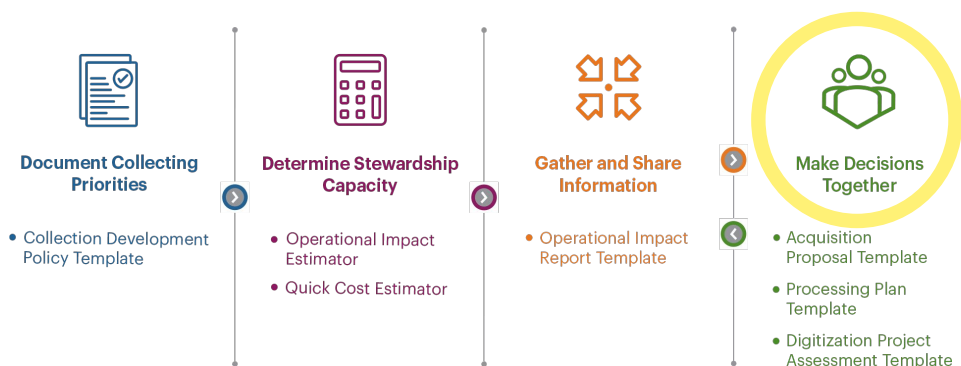 Document Collecting
Priorities
• Collection Development
Policy Template
Determine Stewardship
Capacity
• Operational Impact
Estimator
• Quick Cost Estimator
Gather and Share
Information
• Operational Impact
Report Template
Make Decisions
Together
• Acquisition
Proposal Template
• Processing Plan
Template
• Digitization Project
Assessment Template